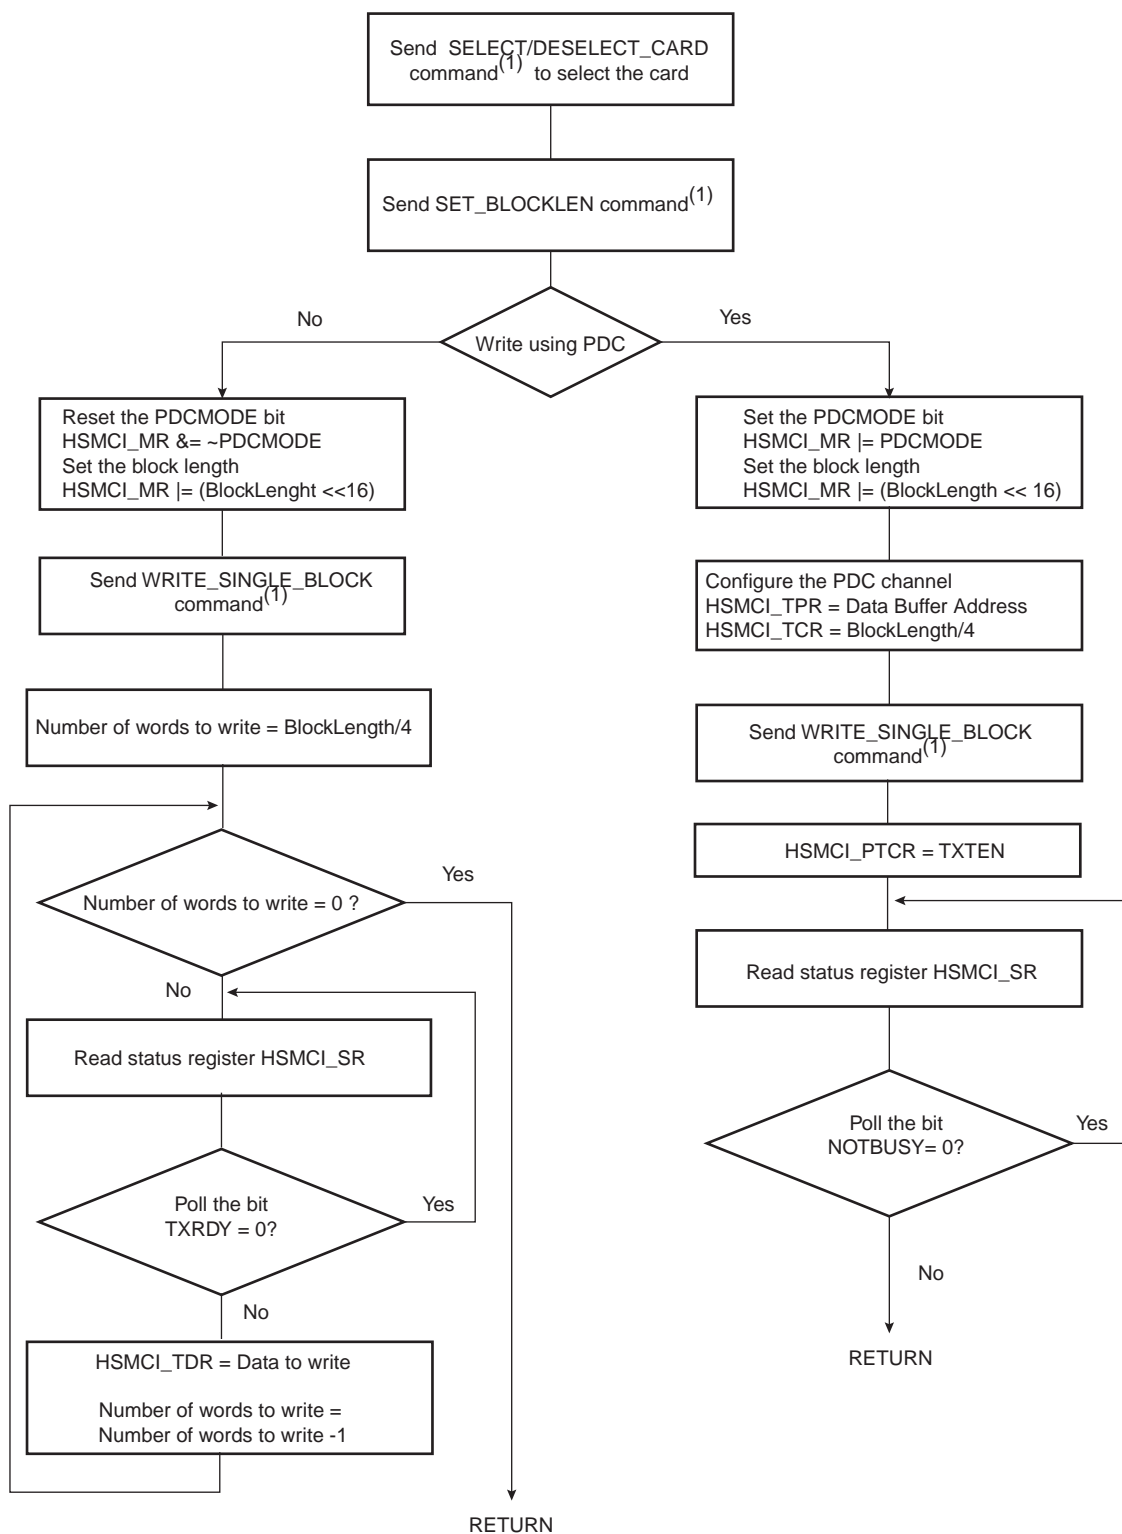 Send SELECT/DESELECT_CARD
command(1) to select the card
Send SET_BLOCKLEN command(1)
No
Yes
Write using PDC
Reset the PDCMODE bit
HSMCI_MR &= ~PDCMODE
Set the block length
HSMCI_MR |= (BlockLenght <<16)
Send WRITE_SINGLE_BLOCK
command(1)
Number of words to write = BlockLength/4
Number of words to write = 0 ?
Yes
No
Read status register HSMCI_SR
Poll the bit
TXRDY = 0?
Yes
No
HSMCI_TDR = Data to write
Number of words to write =
Number of words to write -1
RETURN
Set the PDCMODE bit
HSMCI_MR |= PDCMODE
Set the block length
HSMCI_MR |= (BlockLength << 16)
Configure the PDC channel
HSMCI_TPR = Data Buffer Address
HSMCI_TCR = BlockLength/4
Send WRITE_SINGLE_BLOCK
command(1)
HSMCI_PTCR = TXTEN
Read status register HSMCI_SR
Poll the bit
NOTBUSY= 0?
Yes
No
RETURN